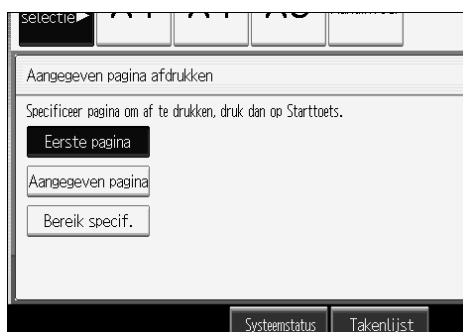 selectie►
Aangegeven pagina afdrukken
Specificeer pagina om af te drukken, druk dan op Starttoets.
Eerste pagina
Aangegeven pagina
Bereik specif.
Systeemstatus Takenlijst